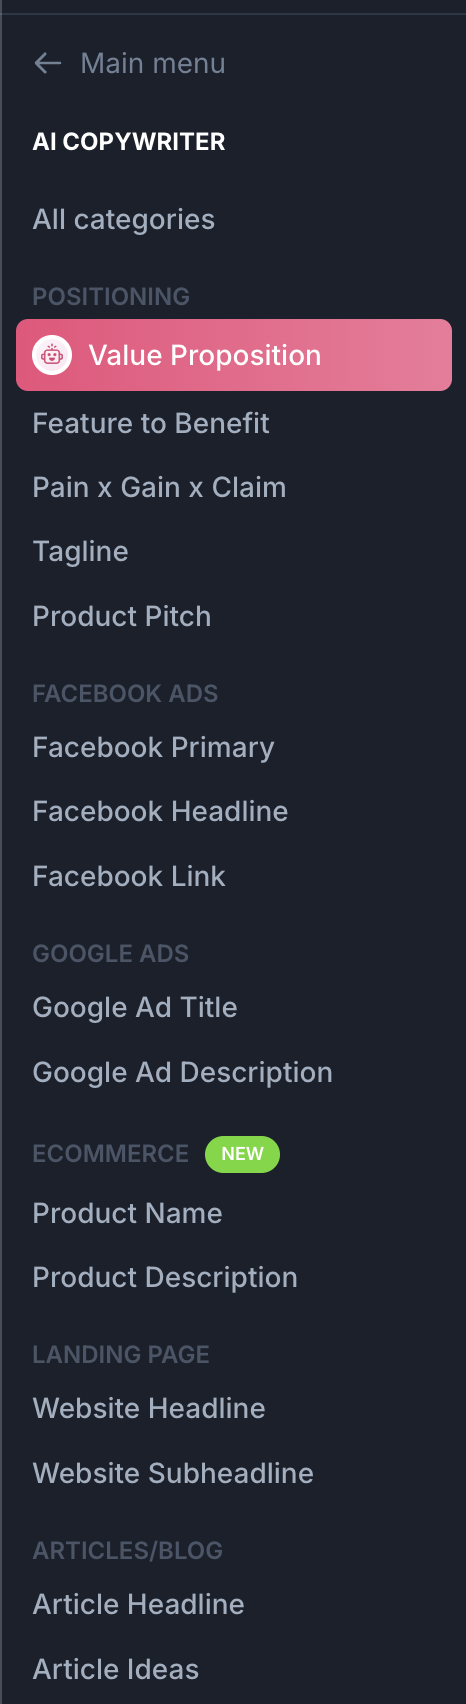 Main menu
AI COPYWRITER
All categories
POSITIONING
Value Proposition
Feature to Benefit
Pain x Gain x Claim
Tagline
Product Pitch
FACEBOOK ADS
Facebook Primary
Facebook Headline
Facebook Link
GOOGLE ADS
Google Ad Title
Google Ad Description
ECOMMERCE NEW
Product Name
Product Description
LANDING PAGE
Website Headline
Website Subheadline
ARTICLES/BLOG
Article Headline
Article Ideas